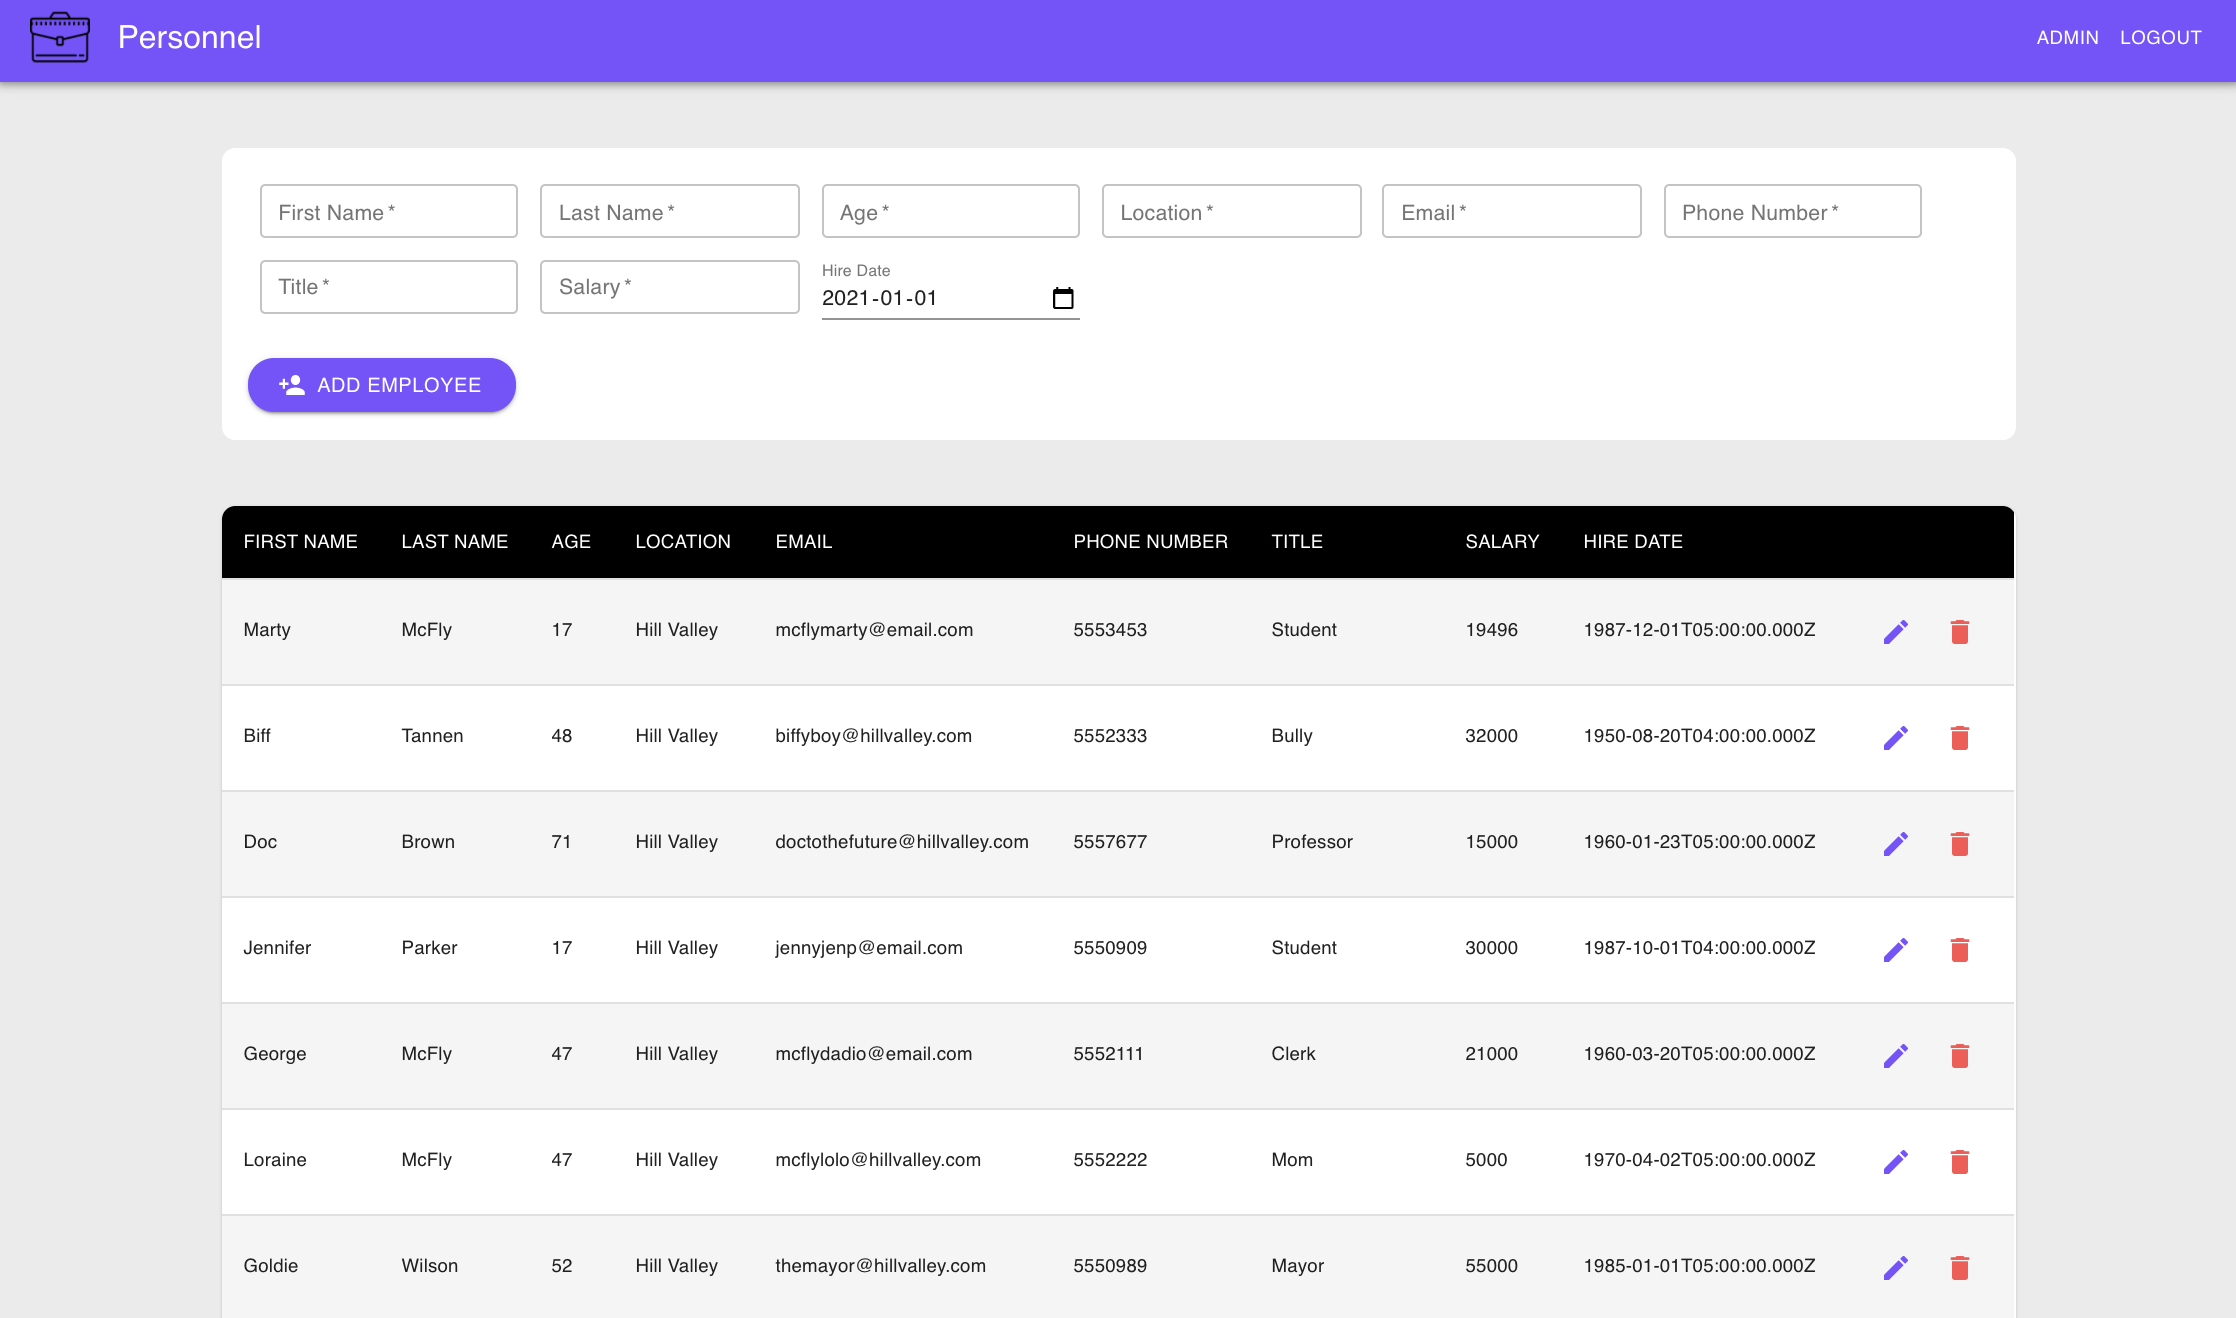 Personnel ADMIN LOGOUT
First Name * Last Name * Age * Location * Email * Phone Number *
Title * Salary * Hire Date
2021-01-01
ADD EMPLOYEE
FIRST NAME LAST NAME AGE LOCATION EMAIL PHONE NUMBER TITLE SALARY HIRE DATE
Marty McFly 17 Hill Valley mcflymarty@email.com 5553453 Student 19496 1987-12-01T05:00:00.000Z
Biff Tannen 48 Hill Valley biffyboy@hillvalley.com 5552333 Bully 32000 1950-08-20T04:00:00.000Z
Doc Brown 71 Hill Valley doctothefuture@hillvalley.com 5557677 Professor 15000 1960-01-23T05:00:00.000Z
Jennifer Parker 17 Hill Valley jennyjenp@email.com 5550909 Student 30000 1987-10-01T04:00:00.000Z
George McFly 47 Hill Valley mcflydadio@email.com 5552111 Clerk 21000 1960-03-20T05:00:00.000Z
Loraine McFly 47 Hill Valley mcflylolo@hillvalley.com 5552222 Mom 5000 1970-04-02T05:00:00.000Z
Goldie Wilson 52 Hill Valley themayor@hillvalley.com 5550989 Mayor 55000 1985-01-01T05:00:00.000Z